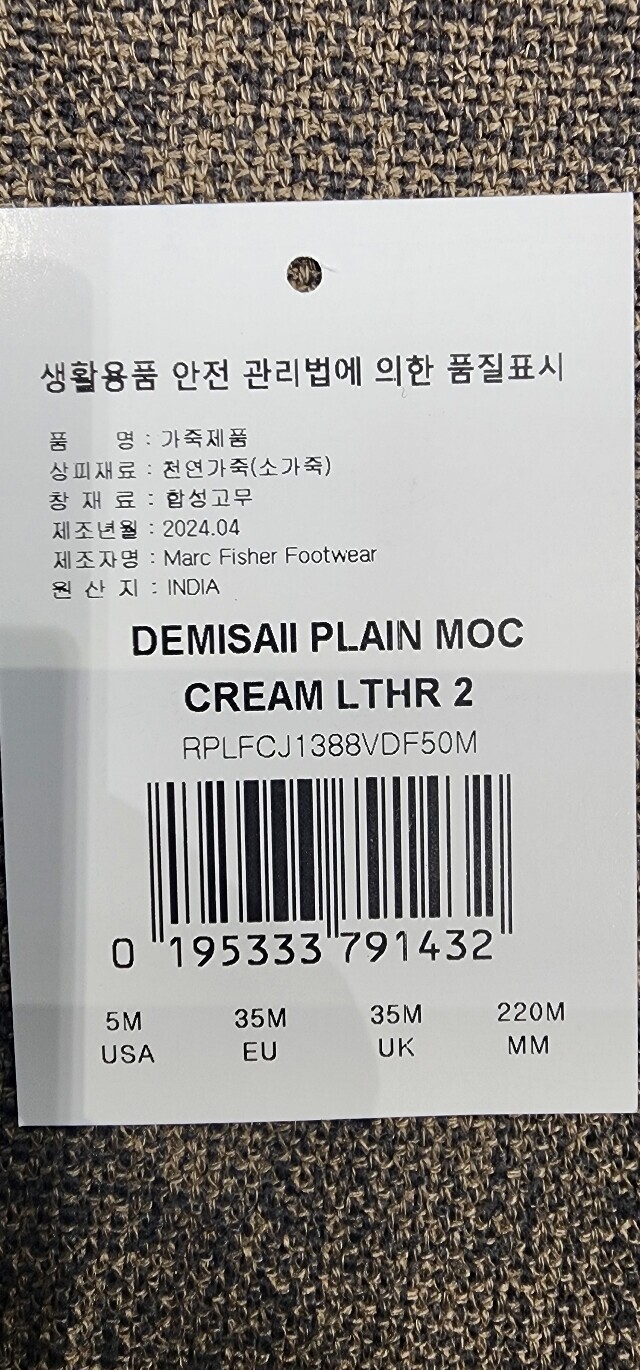 생활용품 안전 관리법에 의한 품질표시
품 명 : 가죽제품
상피재료 : 천연가죽(소가죽)
창 재 료 : 합성고무
제조년월 : 2024.04
제조자명 : Marc Fisher Footwear
원 산 지 : INDIA
DEMISAII PLAIN MOC
CREAM LTHR 2
RPLFCJ1388VDF50M
0 195333 791432
5M 35M 35M 220M
USA EU UK MM